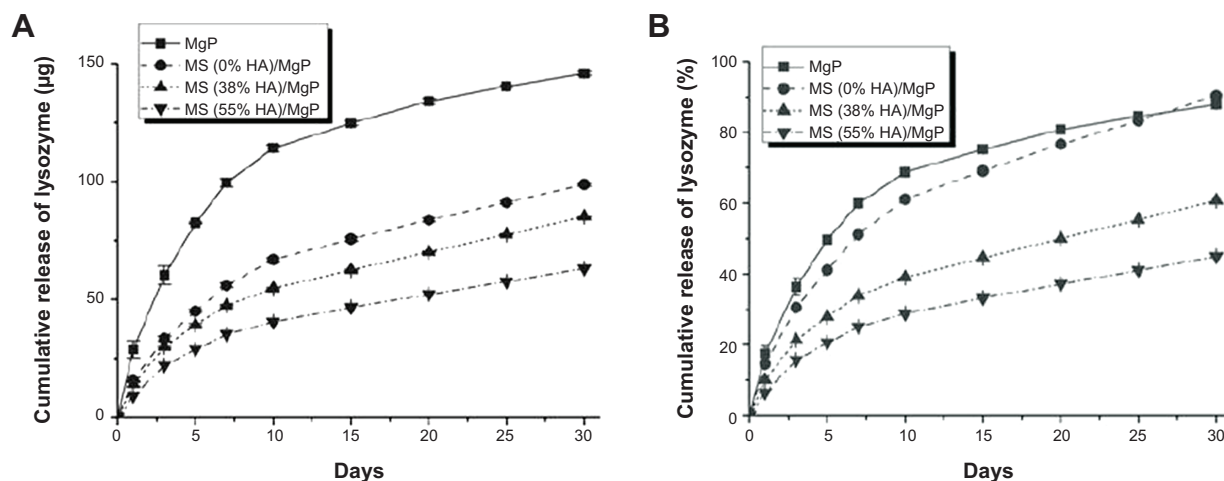 A
MgP
MS (0% HA)/MgP
MS (38% HA)/MgP
MS (55% HA)/MgP
Cumulative release of lysozyme (µg)
150
100
50
0
0 5 10 15 20 25 30
Days
B
MgP
MS (0% HA)/MgP
MS (38% HA)/MgP
MS (55% HA)/MgP
Cumulative release of lysozyme (%)
100
80
60
40
20
0
0 5 10 15 20 25 30
Days